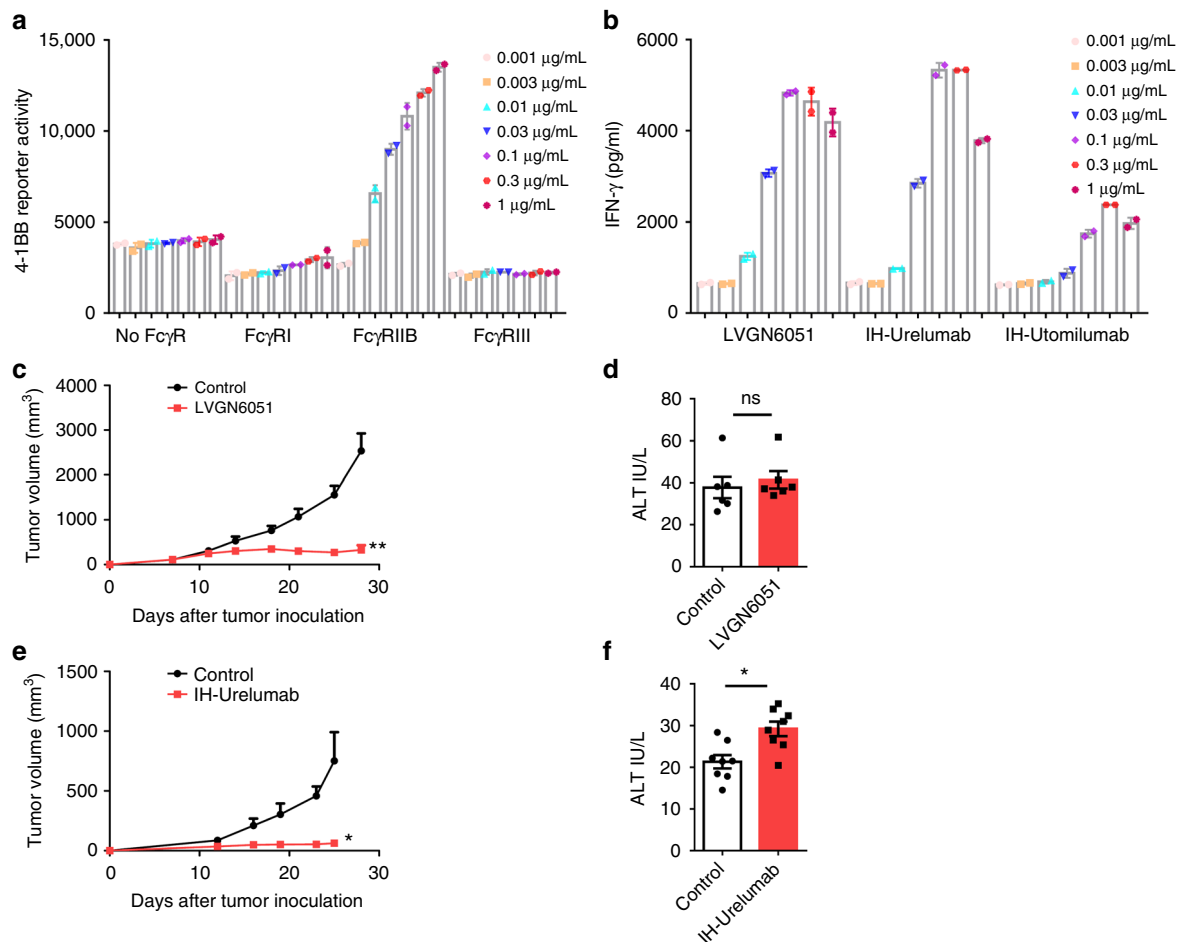 a
15,000
10,000
5000
0
4-1BB reporter activity
No FcγR
FcγRI
FcγRIIB
FcγRIII
0.001 μg/mL
0.003 μg/mL
0.01 μg/mL
0.03 μg/mL
0.1 μg/mL
0.3 μg/mL
1 μg/mL
b
6000
4000
2000
0
IFN-γ (pg/ml)
LVGN6051
IH-Urelumab
IH-Utomilumab
0.001 μg/mL
0.003 μg/mL
0.01 μg/mL
0.03 μg/mL
0.1 μg/mL
0.3 μg/mL
1 μg/mL
c
4000
3000
2000
1000
0
Tumor volume (mm³)
Control
LVGN6051
**
0
10
20
30
Days after tumor inoculation
d
ns
80
60
40
20
0
ALT IU/L
Control
LVGN6051
e
1500
1000
500
0
Tumor volume (mm³)
Control
IH-Urelumab
*
0
10
20
30
Days after tumor inoculation
f
*
40
30
20
10
0
ALT IU/L
Control
IH-Urelumab